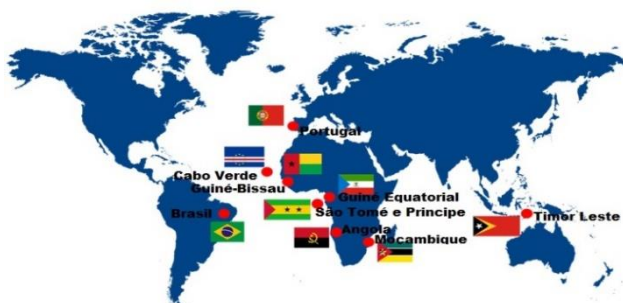 Portugal
Cabo Verde
Guiné-Bissau
Guiné Equatorial
São Tomé e Principe
Brasil
Timor Leste
Angola
Moçambique